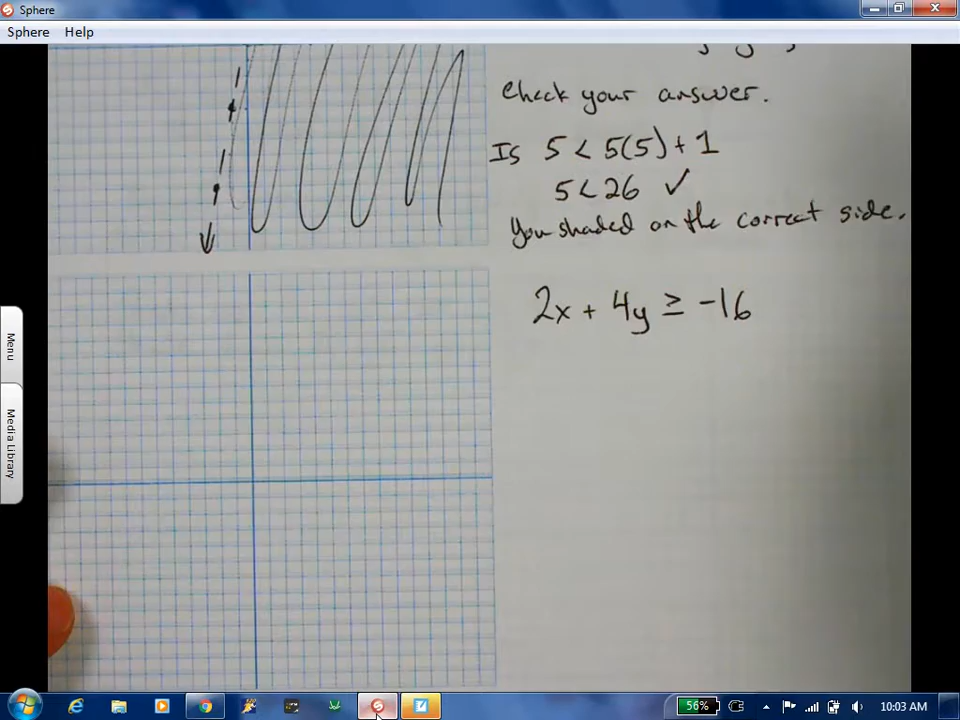 Sphere
Sphere Help
check your answer.
Is 5 < 5(5) + 1
5 < 26 ✓
You shaded on the correct side.
2x + 4y ≥ -16
Menu
Media Library
56%
10:03 AM